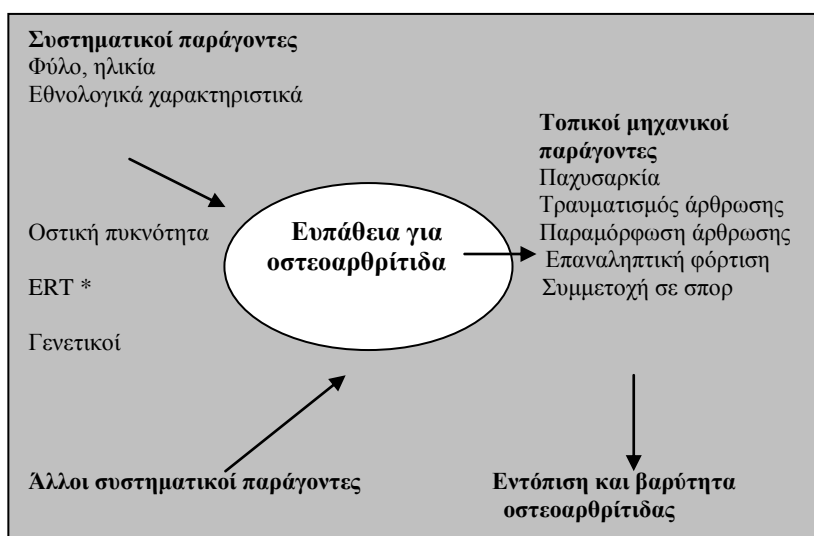 Συστηματικοί παράγοντες
Φύλο, ηλικία
Εθνολογικά χαρακτηριστικά
Οστική πυκνότητα
ERT *
Γενετικοί
Άλλοι συστηματικοί παράγοντες
Ευπάθεια για
οστεοαρθρίτιδα
Τοπικοί μηχανικοί
παράγοντες
Παχυσαρκία
Τραυματισμός άρθρωσης
Παραμόρφωση άρθρωσης
Επαναληπτική φόρτιση
Συμμετοχή σε σπορ
Εντόπιση και βαρύτητα
οστεοαρθρίτιδας